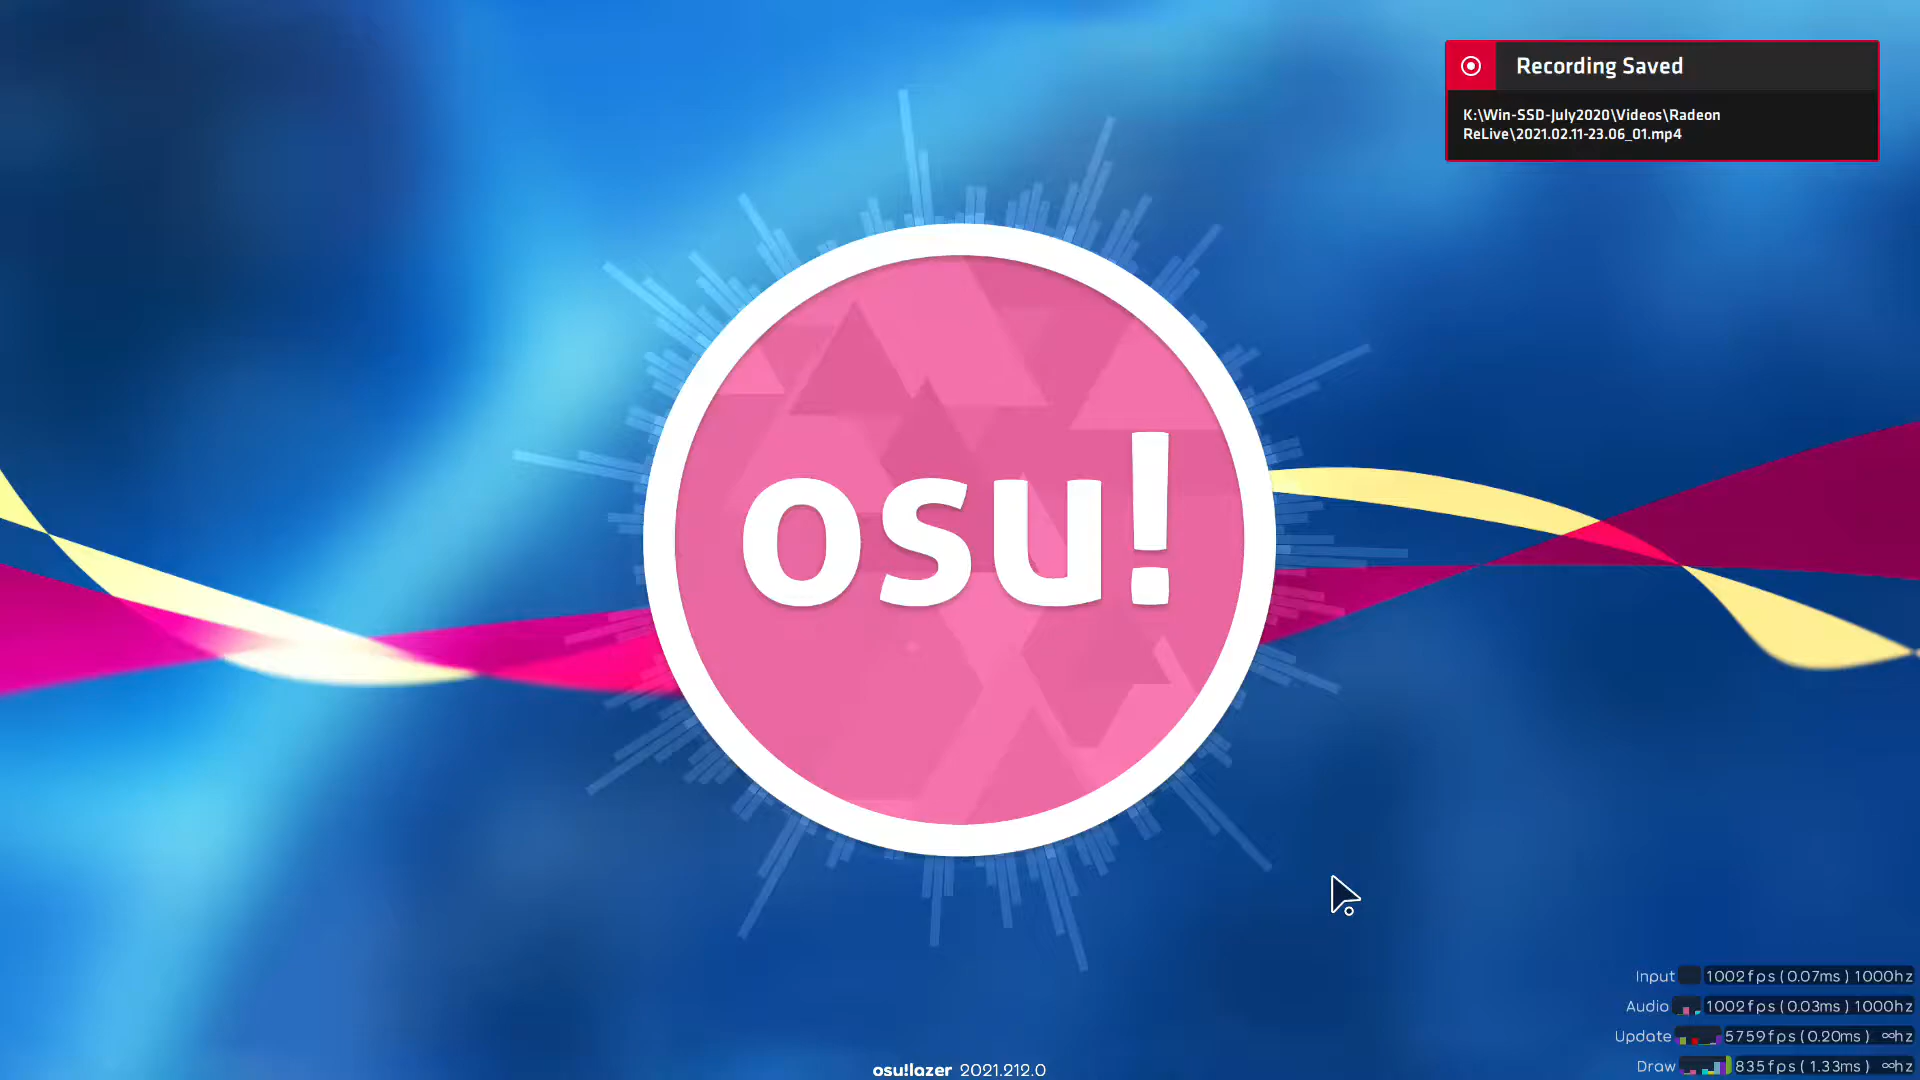 Recording Saved
K:\Win-SSD-July2020\Videos\Radeon
ReLive\2021.02.11-23.06_01.mp4
osu!
Input 1002fps(0.07ms) 1000hz
Audio 1002fps(0.03ms) 1000hz
Update 5759fps(0.20ms) ∞hz
Draw 835fps(1.33ms) ∞hz
osu!lazer 2021.212.0